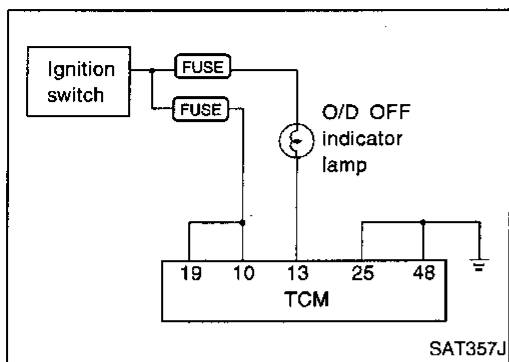 Ignition
switch
FUSE
FUSE
O/D OFF
indicator
lamp
19 10 13 25 48
TCM
SAT357J